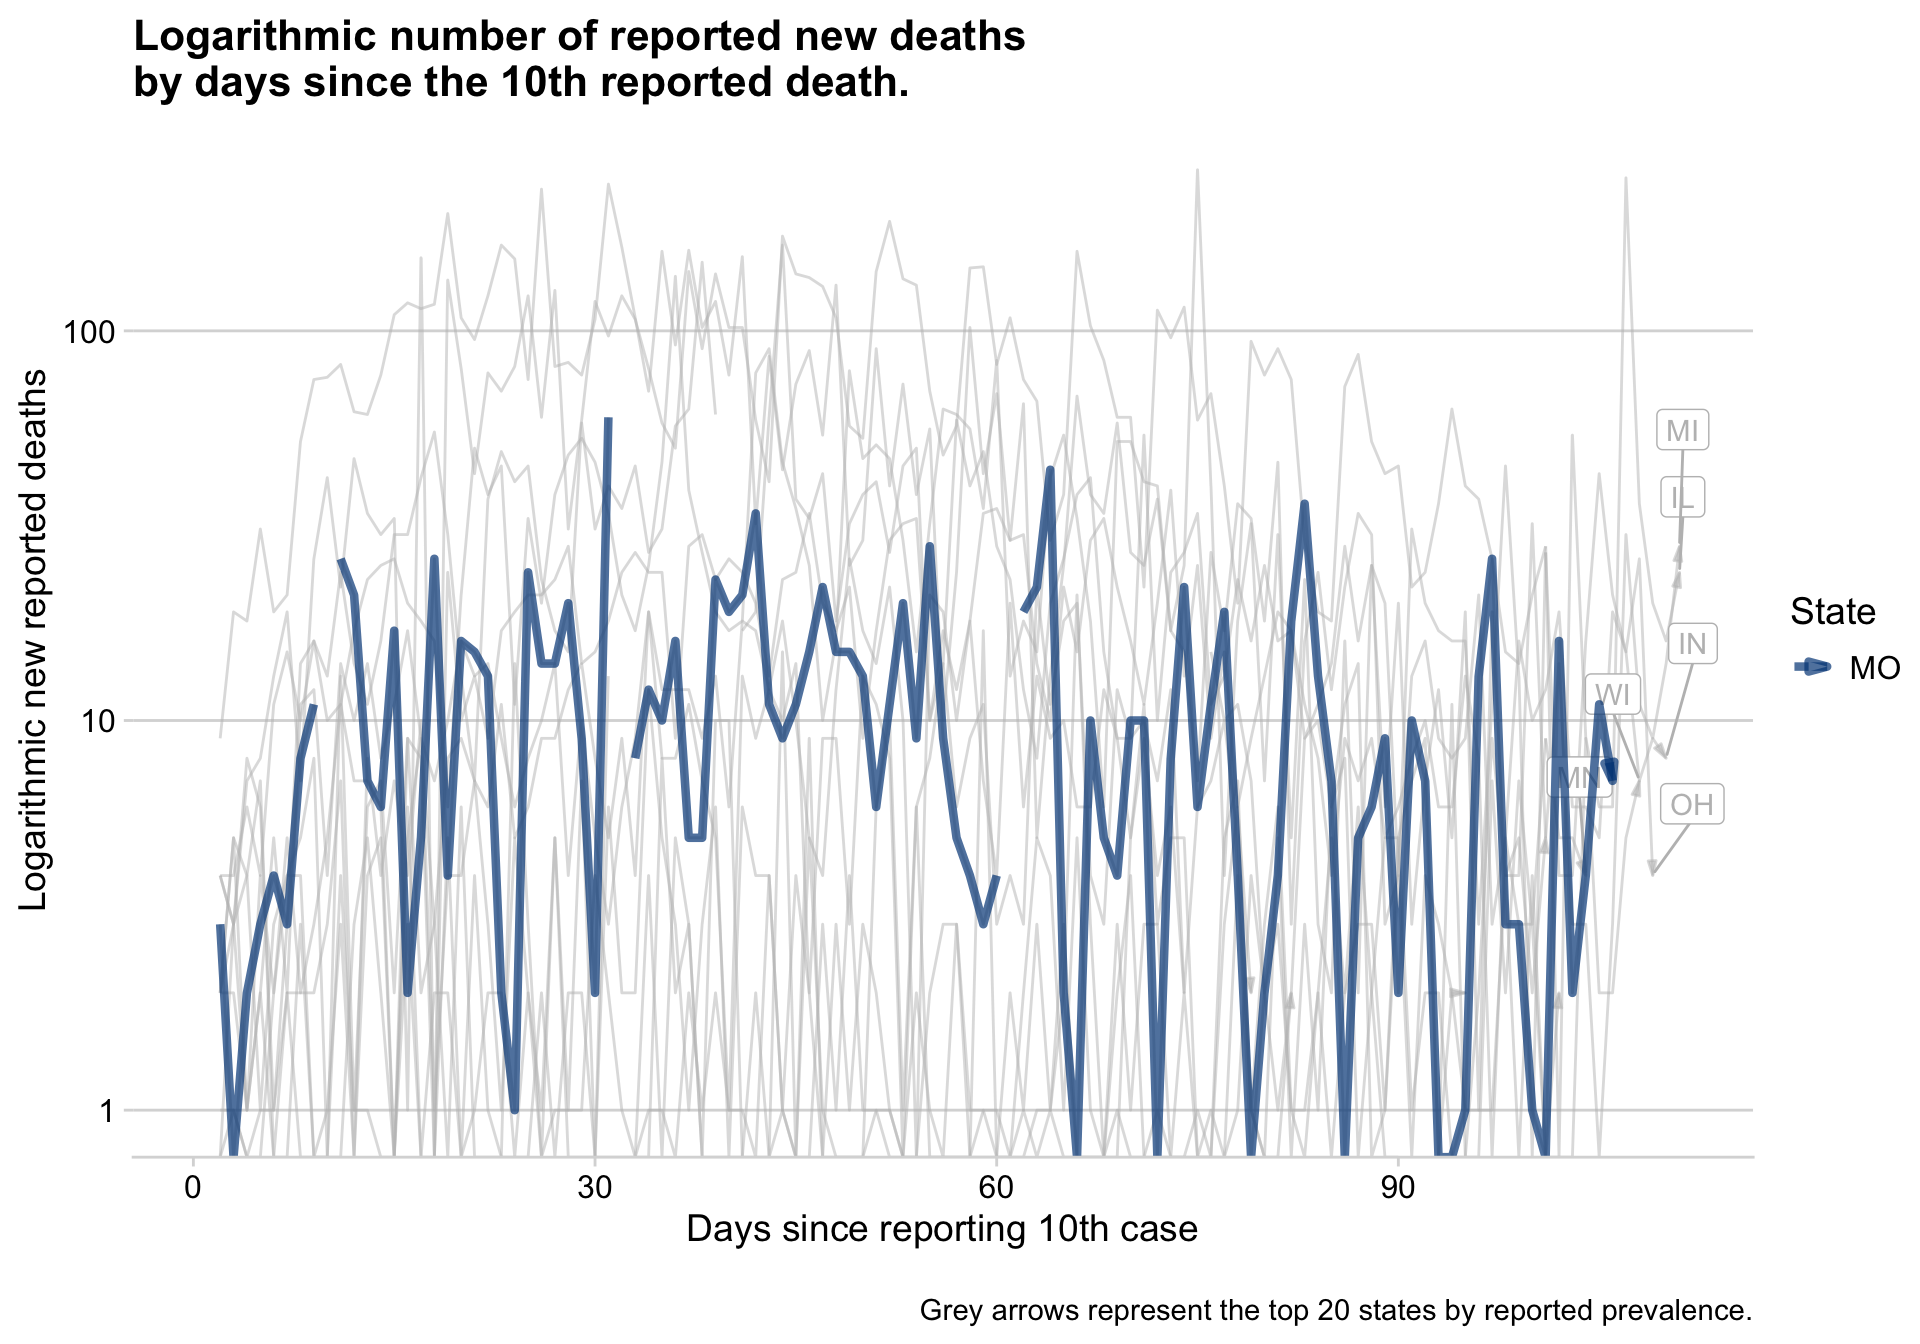 Logarithmic number of reported new deaths
by days since the 10th reported death.
Logarithmic new reported deaths
100
10
1
MI
IL
IN
WI
MN
OH
State
MO
0
30
60
90
Days since reporting 10th case
Grey arrows represent the top 20 states by reported prevalence.